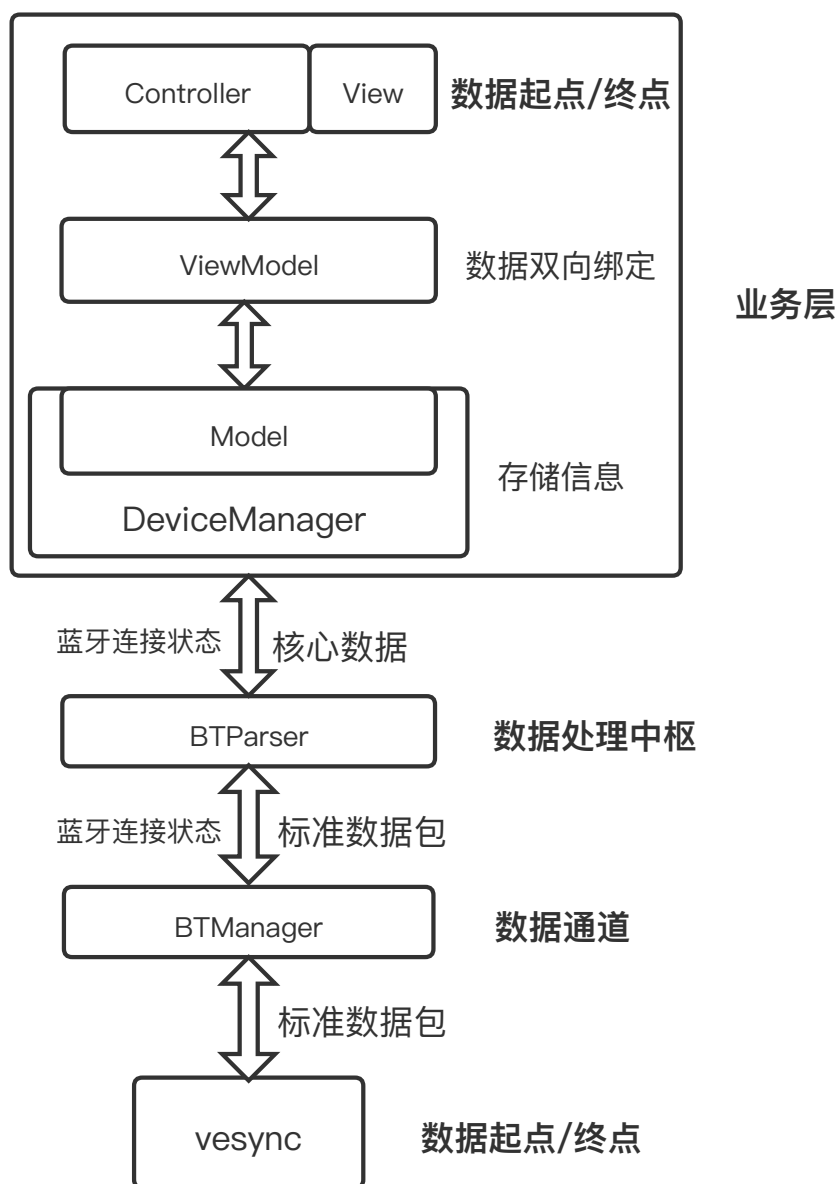 Controller
View
数据起点/终点
ViewModel
数据双向绑定
业务层
Model
存储信息
DeviceManager
蓝牙连接状态
核心数据
BTParser
数据处理中枢
蓝牙连接状态
标准数据包
BTManager
数据通道
标准数据包
vesync
数据起点/终点